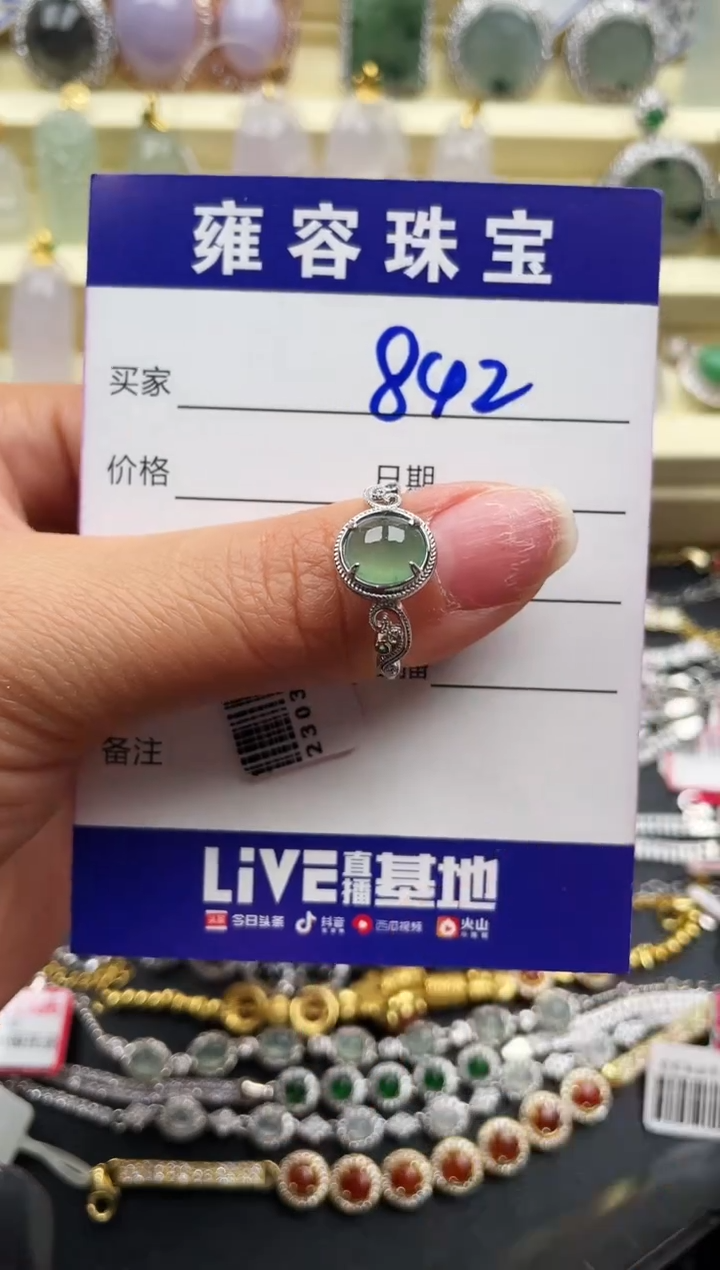 雍容珠宝
买家 842
价格 日期
2303
备注
LiVE直播基地
今日头条 抖音 西瓜视频 火山